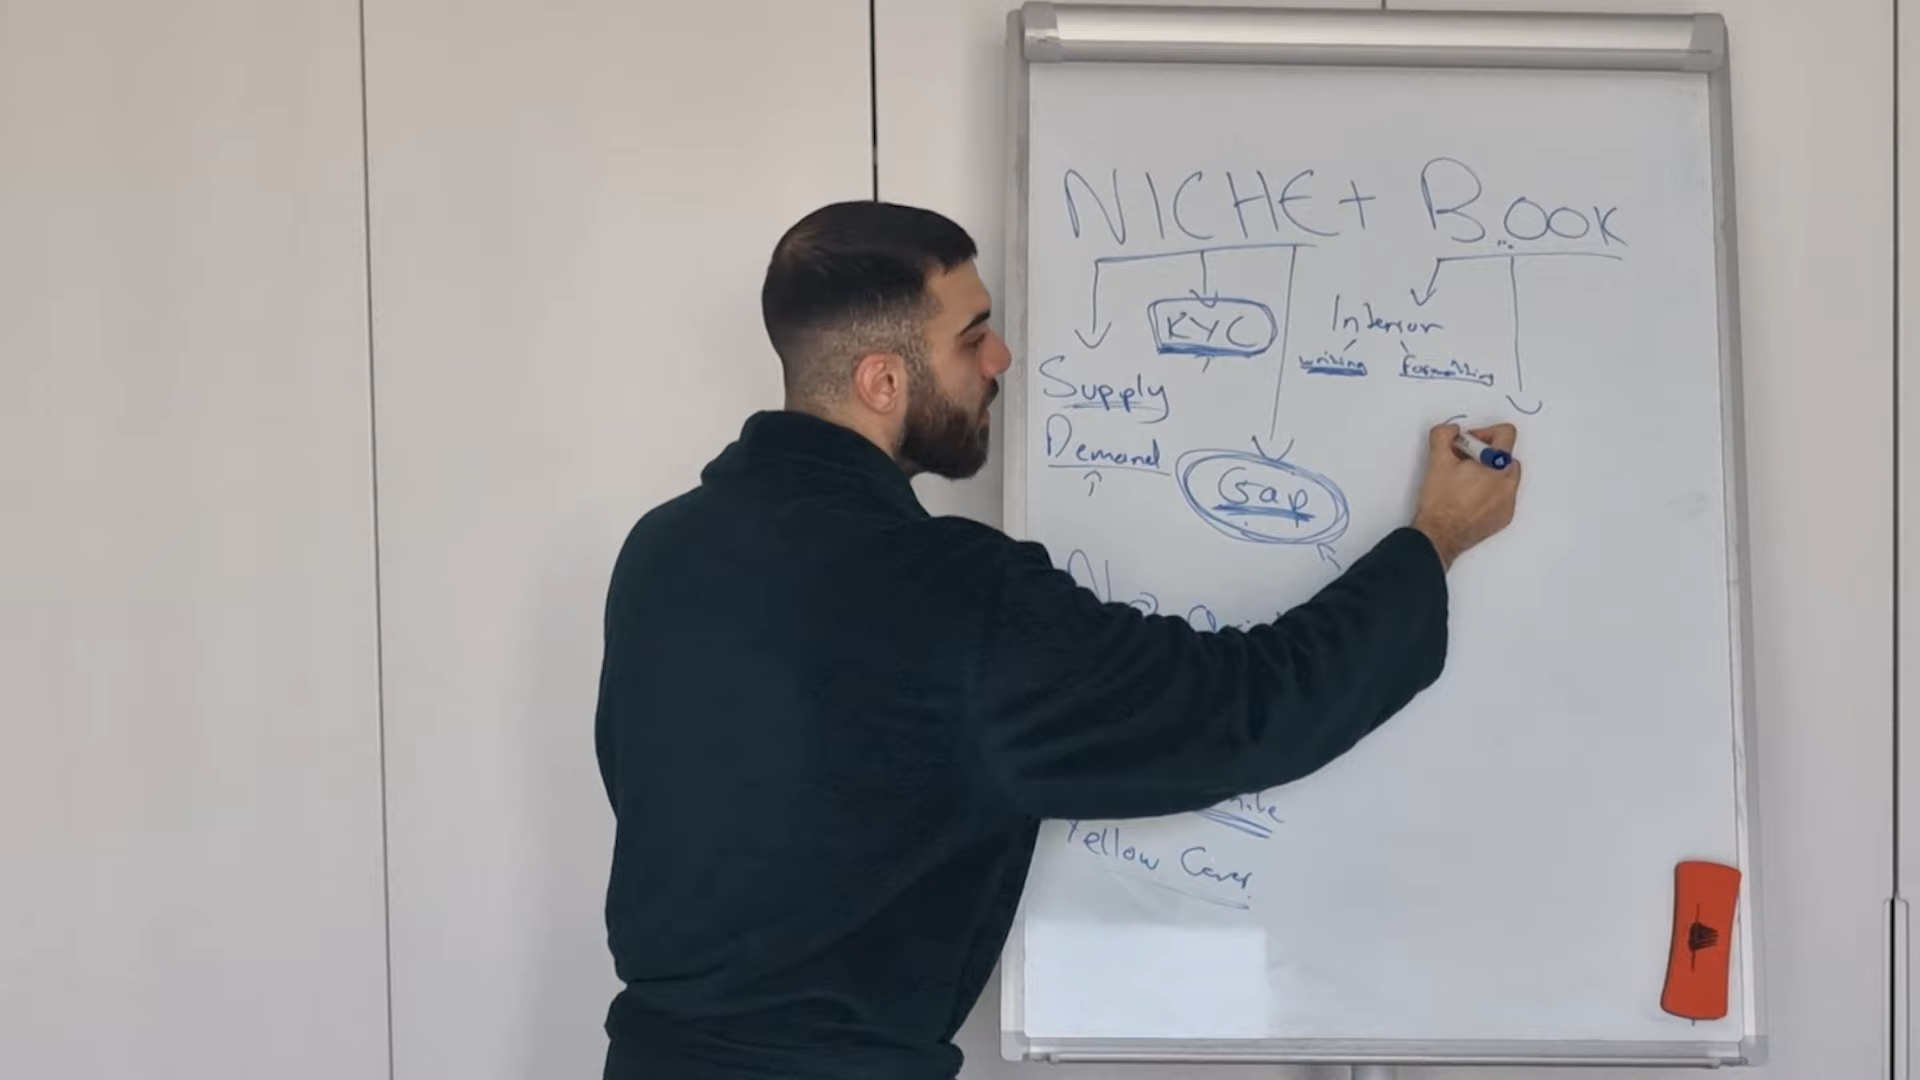 NICHE + BOOK
KYC
Interior
writing formatting
Supply
Demand
Gap
Yellow Cover